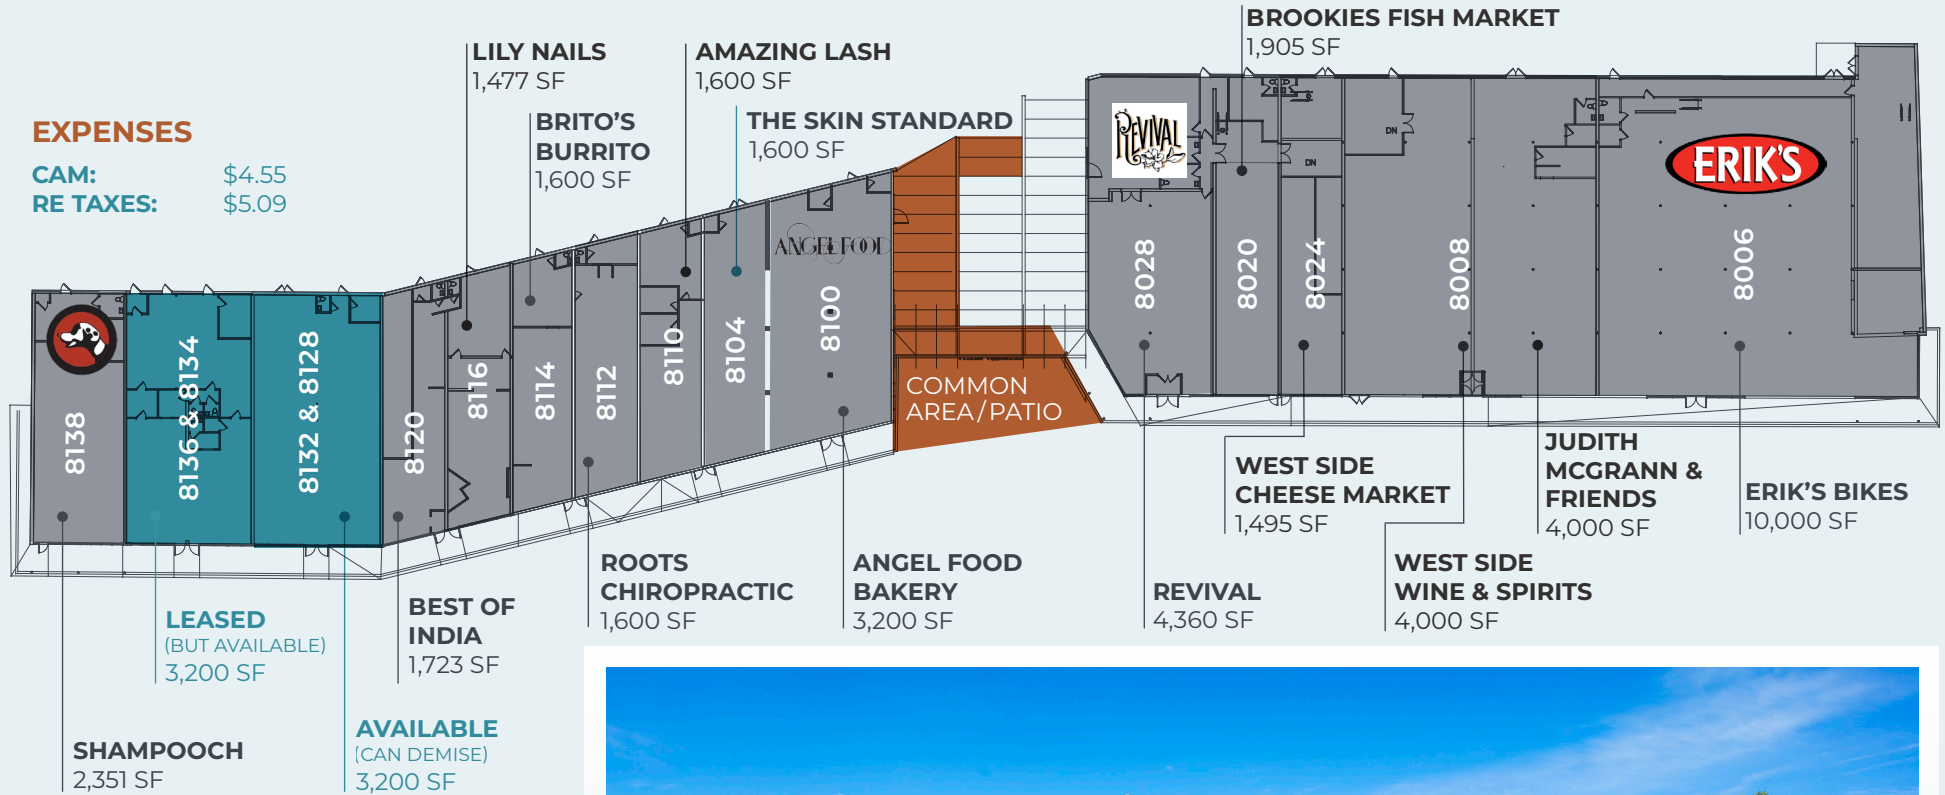 BROOKIES FISH MARKET
1,905 SF
LILY NAILS
1,477 SF
AMAZING LASH
1,600 SF
BRITO'S
BURRITO
1,600 SF
THE SKIN STANDARD
1,600 SF
EXPENSES
CAM: $4.55
RE TAXES: $5.09
REVIVAL
ERIK'S
ANGEL FOOD
DN
DN
8138
8136 & 8134
8132 & 8128
8120
8116
8114
8112
8110
8104
8100
8028
8020
8024
8008
8006
COMMON
AREA/PATIO
WEST SIDE
CHEESE MARKET
1,495 SF
JUDITH
MCGRANN &
FRIENDS
4,000 SF
ERIK'S BIKES
10,000 SF
LEASED
(BUT AVAILABLE)
3,200 SF
BEST OF
INDIA
1,723 SF
ROOTS
CHIROPRACTIC
1,600 SF
ANGEL FOOD
BAKERY
3,200 SF
REVIVAL
4,360 SF
WEST SIDE
WINE & SPIRITS
4,000 SF
SHAMPOOCH
2,351 SF
AVAILABLE
(CAN DEMISE)
3,200 SF